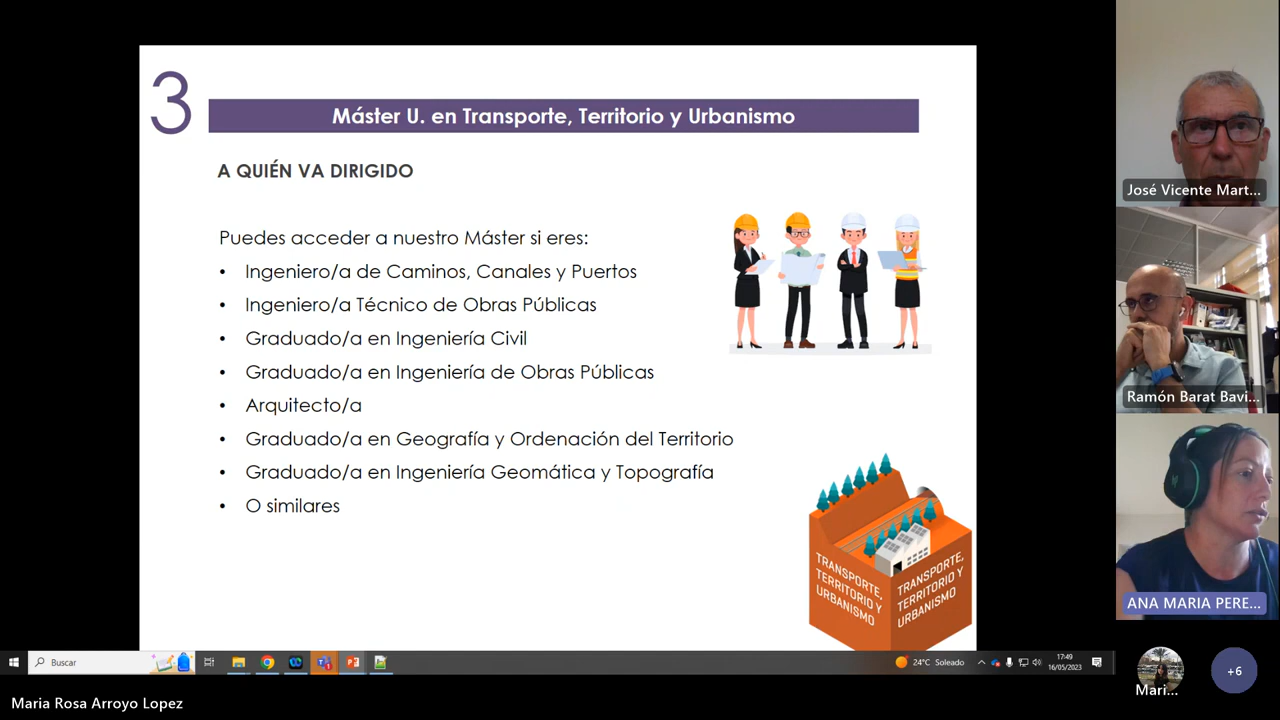 3
Máster U. en Transporte, Territorio y Urbanismo
A QUIÉN VA DIRIGIDO
Puedes acceder a nuestro Máster si eres:
• Ingeniero/a de Caminos, Canales y Puertos
• Ingeniero/a Técnico de Obras Públicas
• Graduado/a en Ingeniería Civil
• Graduado/a en Ingeniería de Obras Públicas
• Arquitecto/a
• Graduado/a en Geografía y Ordenación del Territorio
• Graduado/a en Ingeniería Geomática y Topografía
• O similares
TRANSPORTE,
TERRITORIO Y
URBANISMO
TRANSPORTE,
TERRITORIO Y
URBANISMO
José Vicente Mart...
Ramón Barat Bavi...
ANA MARIA PERE...
Mari...
+6
Buscar
24°C Soleado
17:49
16/05/2023
Maria Rosa Arroyo Lopez